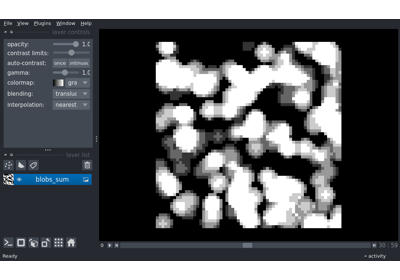 File View Plugins Window Help
layer controls
opacity: 1.0
contrast limits:
auto-contrast: once
gamma: 1.0
colormap: gra
blending: translu
interpolation: nearest
layer list
blobs_sum
0 30 59
Ready activity